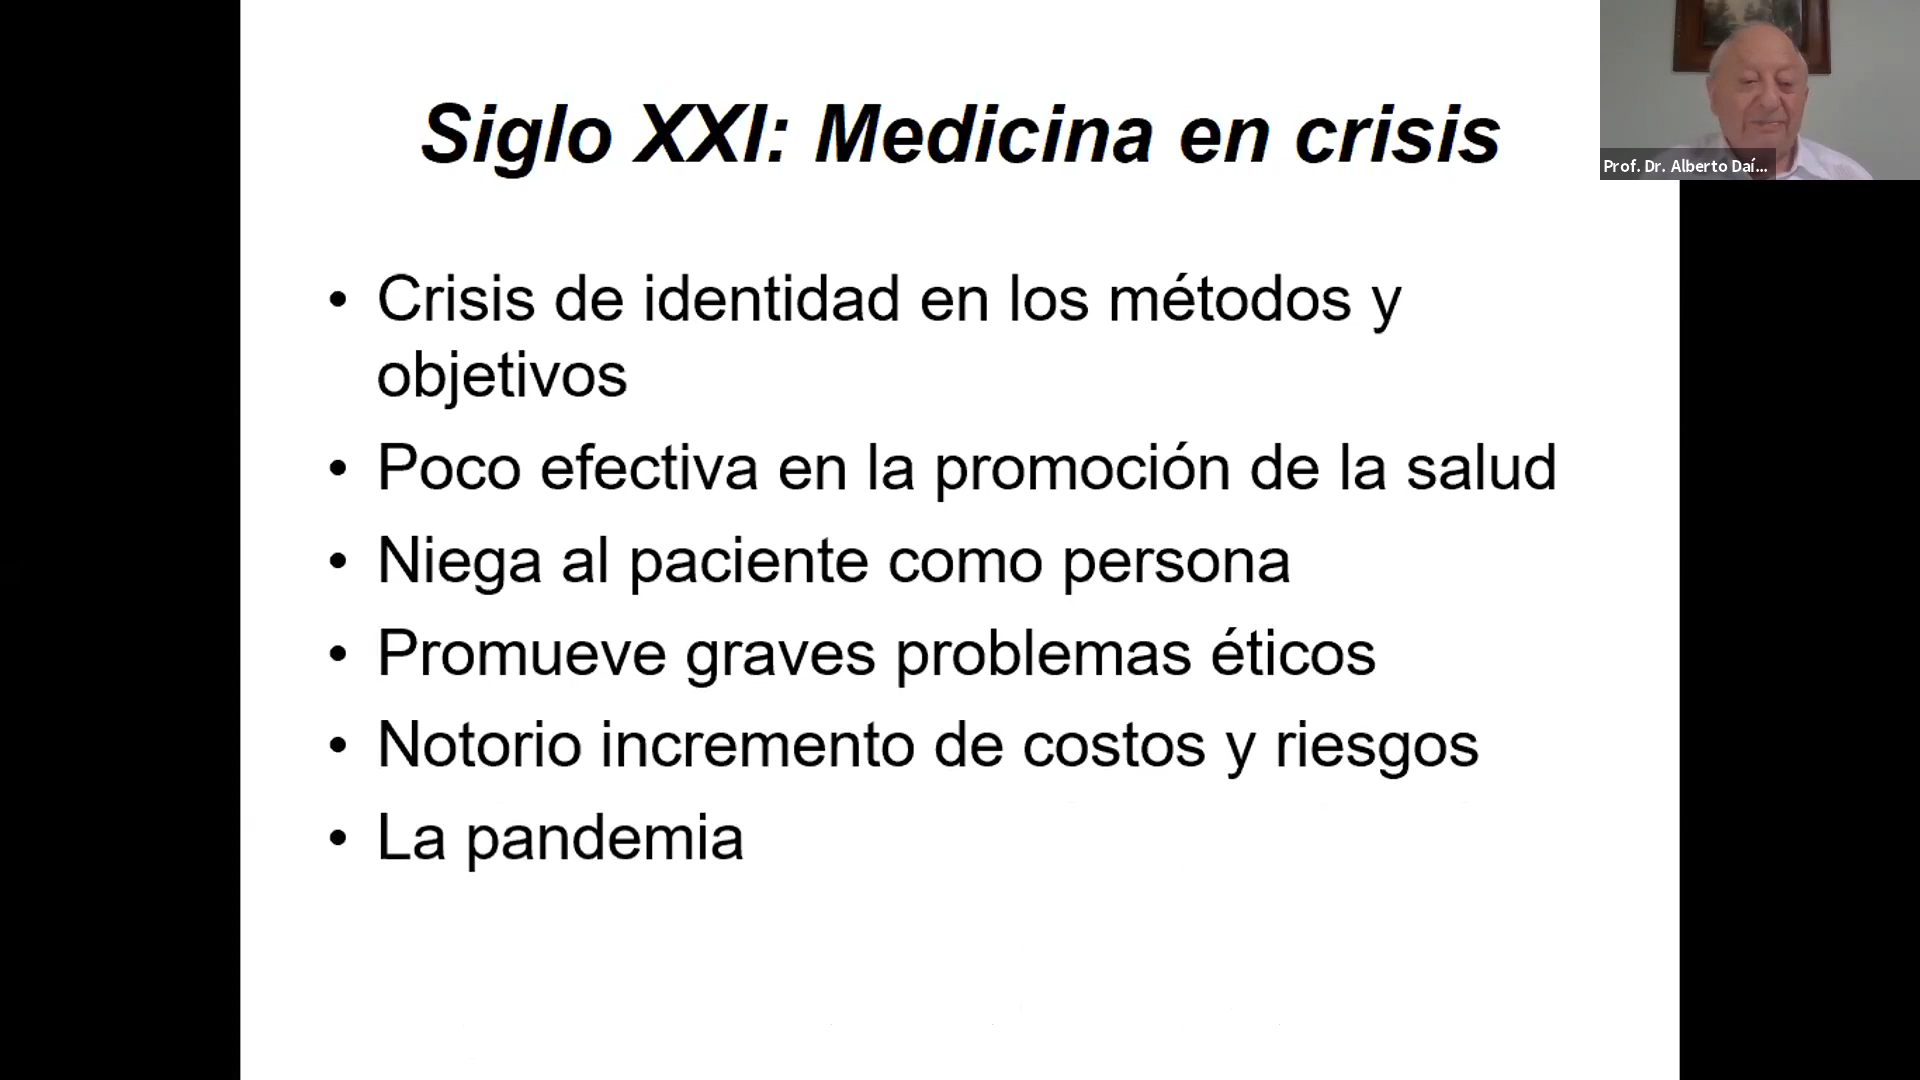 Siglo XXI: Medicina en crisis
Prof. Dr. Alberto Daí...
• Crisis de identidad en los métodos y
objetivos
• Poco efectiva en la promoción de la salud
• Niega al paciente como persona
• Promueve graves problemas éticos
• Notorio incremento de costos y riesgos
• La pandemia